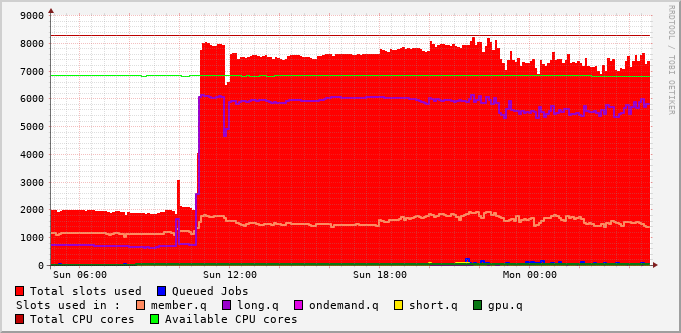 RRDTOOL / TOBI OETIKER
9000
8000
7000
6000
5000
4000
3000
2000
1000
0
Sun 06:00 Sun 12:00 Sun 18:00 Mon 00:00
Total slots used Queued Jobs
Slots used in : member.q long.q ondemand.q short.q gpu.q
Total CPU cores Available CPU cores